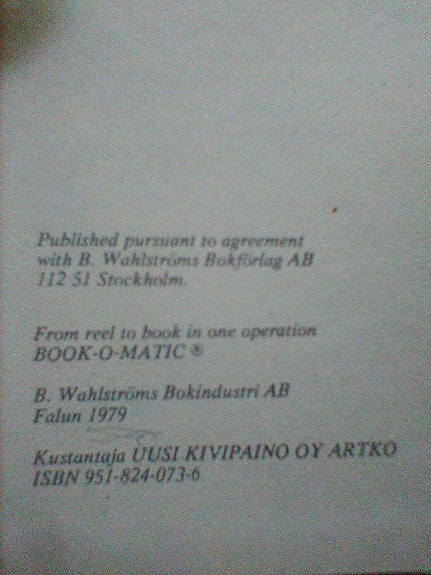 Published pursuant to agreement
with B. Wahlströms Bokförlag AB
112 51 Stockholm.
From reel to book in one operation
BOOK-O-MATIC ®
B. Wahlströms Bokindustri AB
Falun 1979
Kustantaja UUSI KIVIPAINO OY ARTKO
ISBN 951-824-073-6